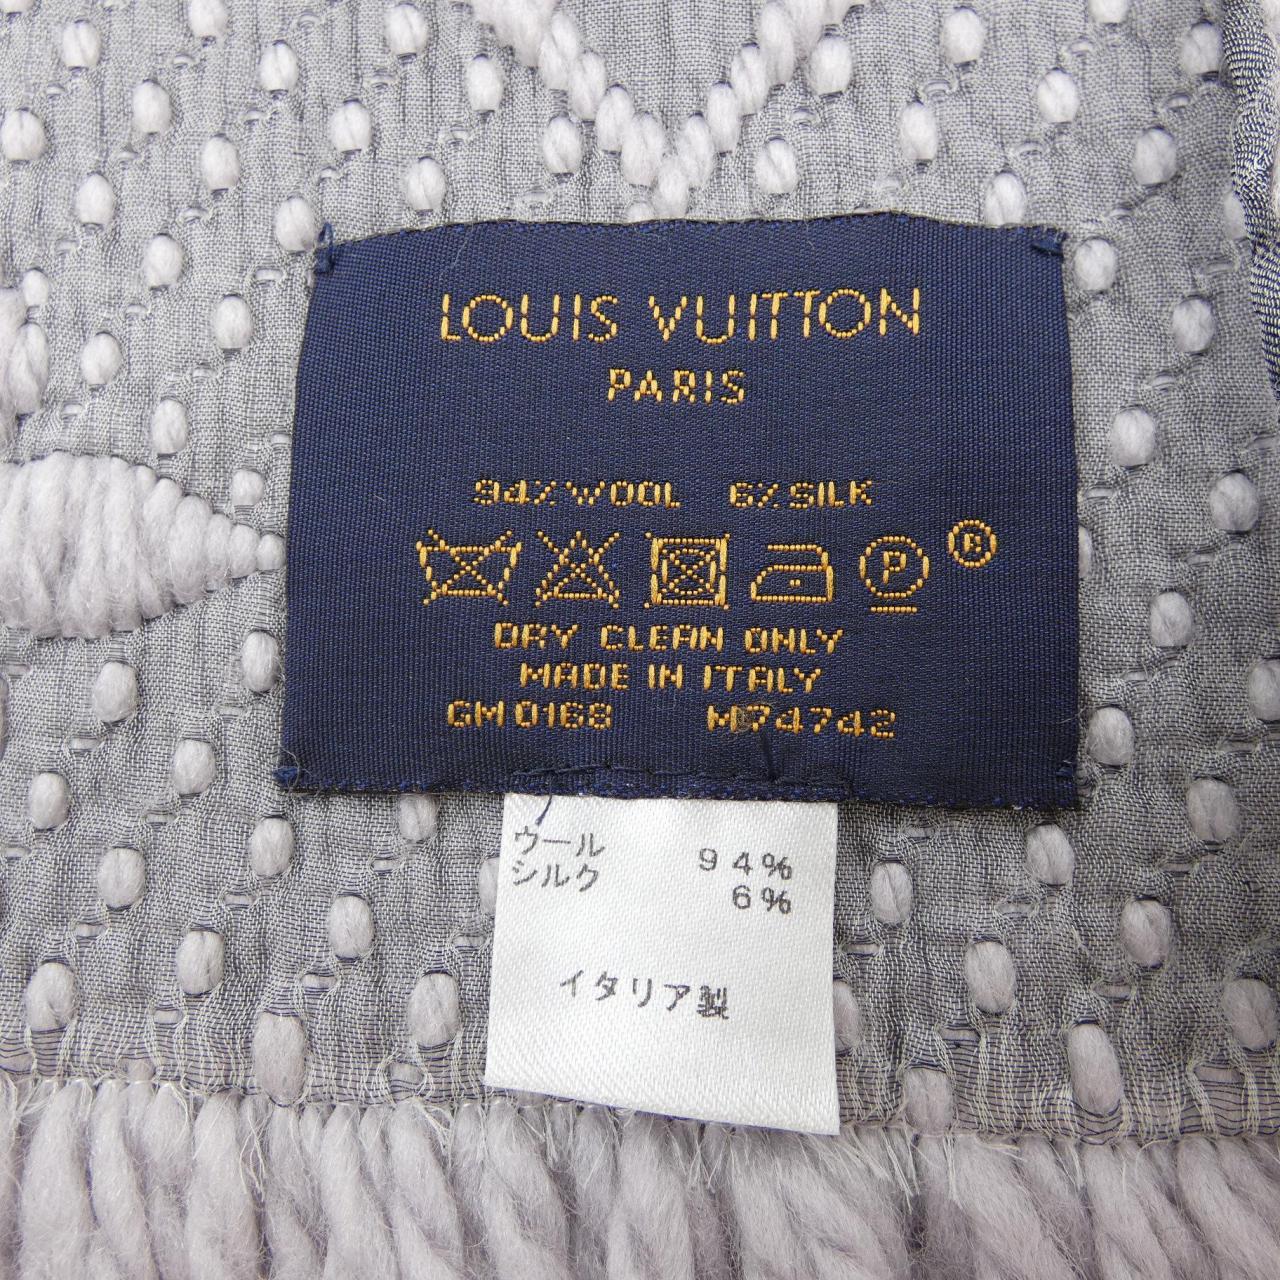 LOUIS VUITTON
PARIS
94% WOOL 6% SILK
P ®
DRY CLEAN ONLY
MADE IN ITALY
GM0168 M74742
ウール 94%
シルク 6%
イタリア製